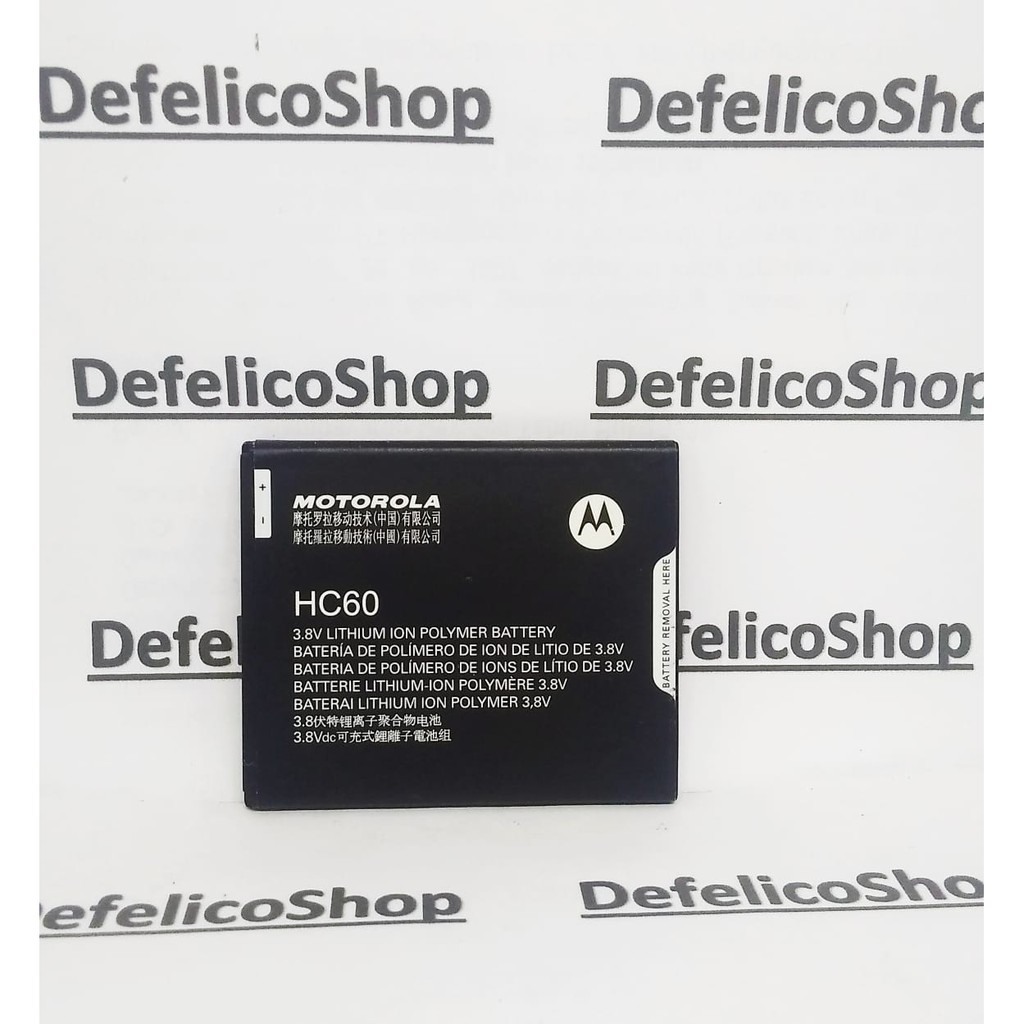 DefelicoShop
DefelicoSho
DefelicoShop
DefelicoShop
+
-
MOTOROLA
摩托罗拉移动技术(中国)有限公司
摩托羅拉移動技術(中國)有限公司
HC60
3.8V LITHIUM ION POLYMER BATTERY
BATERÍA DE POLÍMERO DE ION DE LITIO DE 3.8V
BATERIA DE POLÍMERO DE IONS DE LÍTIO DE 3.8V
BATTERIE LITHIUM-ION POLYMÈRE 3.8V
BATERAI LITHIUM ION POLYMER 3,8V
3.8伏特锂离子聚合物电池
3.8Vdc可充式鋰離子電池組
BATTERY REMOVAL HERE
Defelico
felicoShop
efelicoShop
DefelicoSho